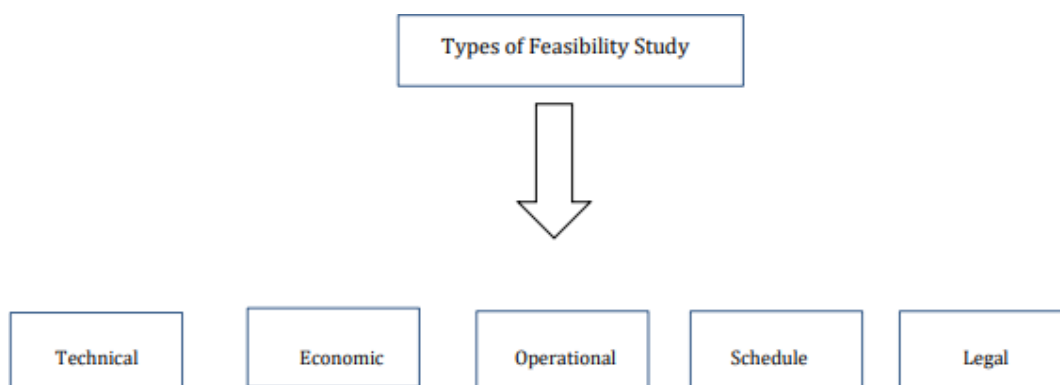 Types of Feasibility Study
Technical
Economic
Operational
Schedule
Legal